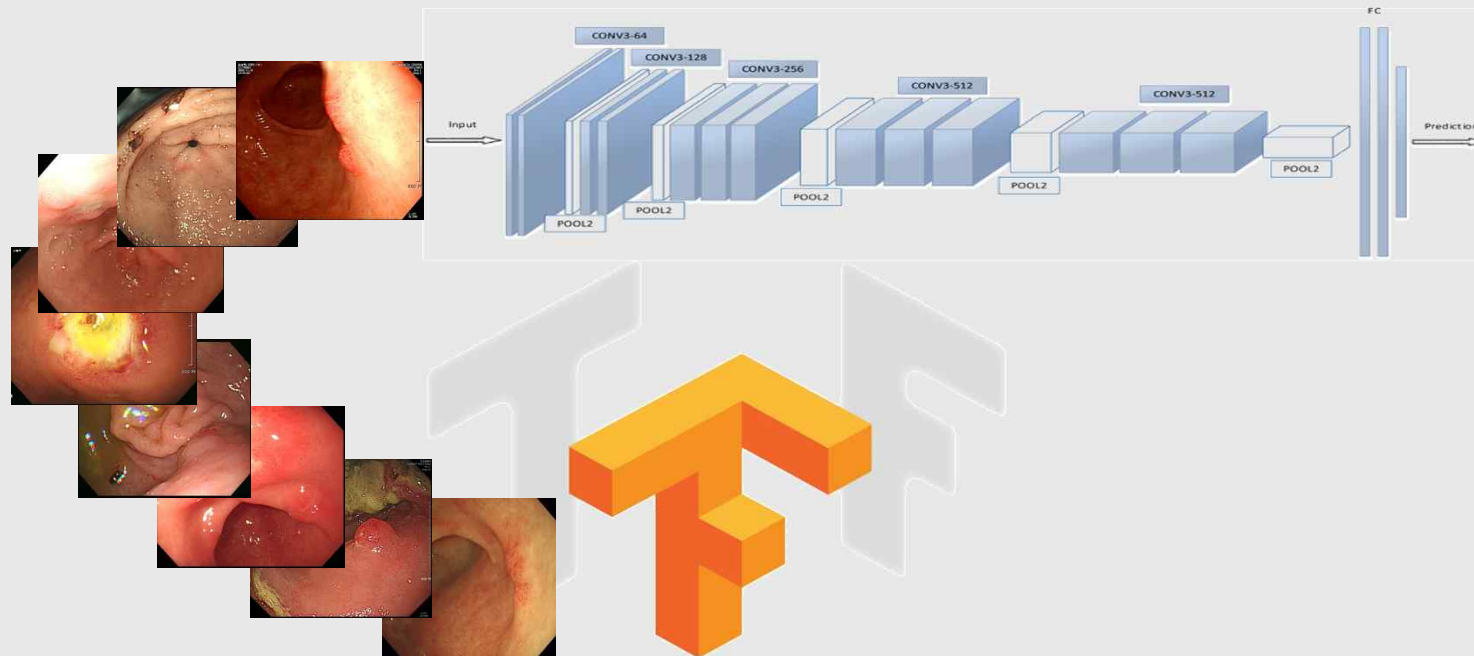 FC
CONV3-64
CONV3-128
CONV3-256
CONV3-512
CONV3-512
Input
Prediction
POOL2
POOL2
POOL2
POOL2
POOL2
T F